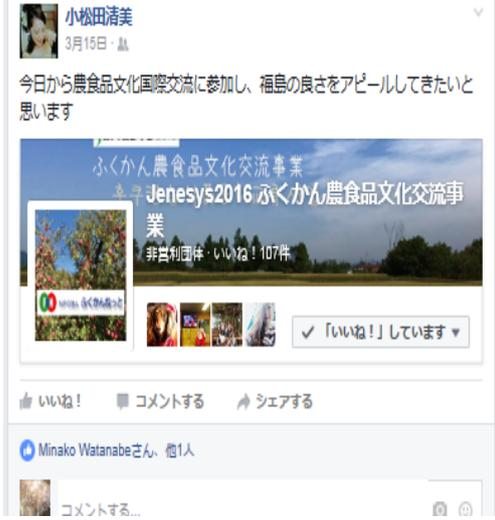 小松田清美
3月15日
今日から農食品文化国際交流に参加し、福島の良さをアピールしてきたいと
思います
ふくかん農食品文化交流事業
Jenesys2016 ふくかん農食品文化交流事
業
非営利団体・いいね！107件
ふくかんねっと
「いいね！」しています
いいね！ コメントする シェアする
Minako Watanabeさん、他1人
コメントする...